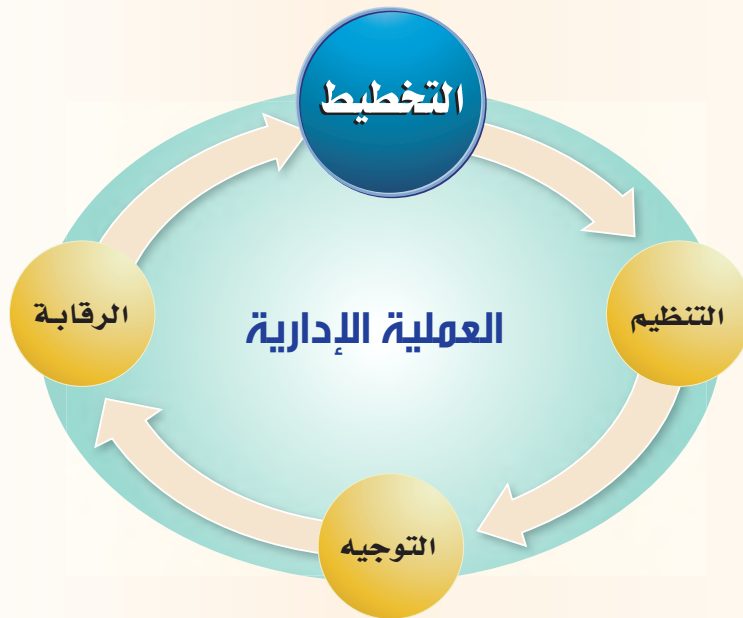 التخطيط
التنظيم
العملية الإدارية
الرقابة
التوجيه